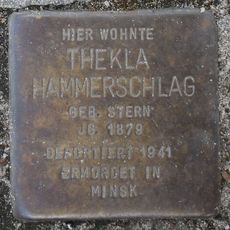 HIER WOHNTE
THEKLA
HAMMERSCHLAG
GEB. STERN
JG. 1879
DEPORTIERT 1941
ERMORDET IN
MINSK